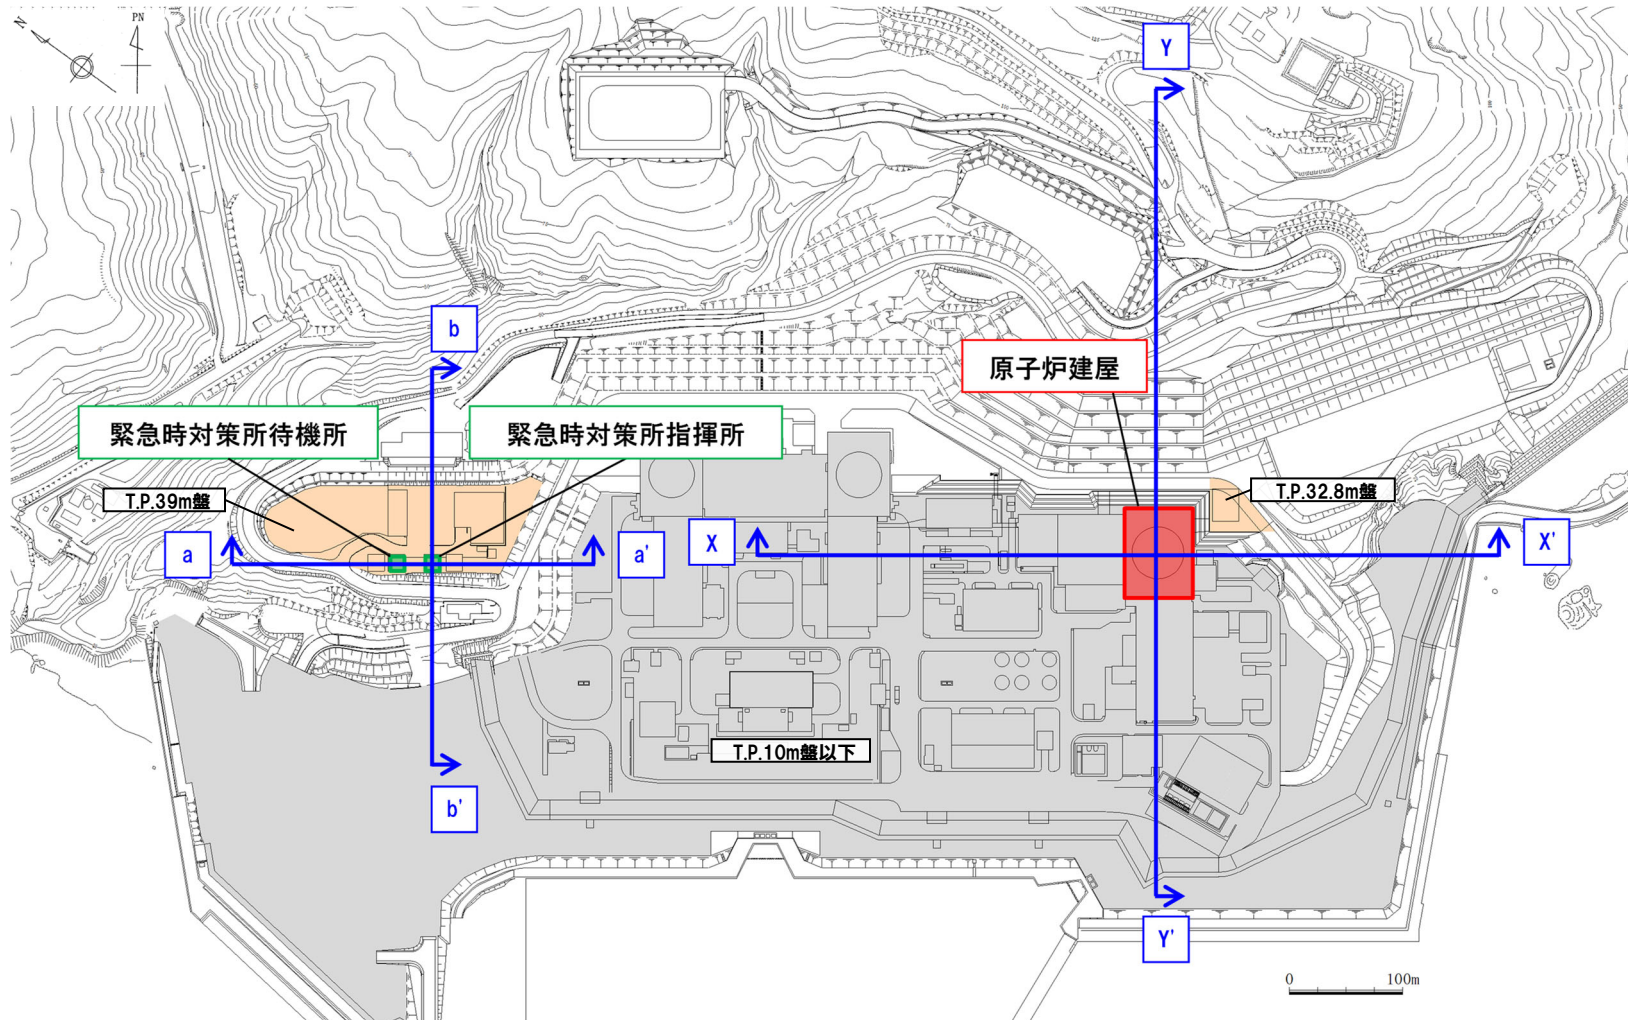 N
PN
Y
b
原子炉建屋
緊急時対策所待機所
緊急時対策所指揮所
T.P.39m盤
T.P.32.8m盤
a
a'
X
X'
T.P.10m盤以下
b'
Y'
0
100m